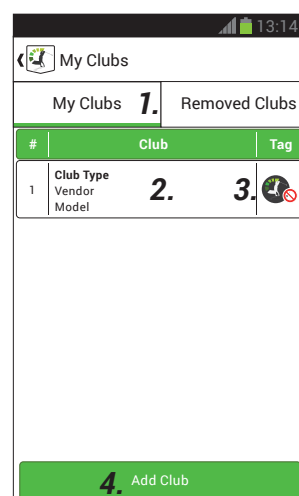 13:14
My Clubs
My Clubs 1. Removed Clubs
# Club Tag
1 Club Type
Vendor 2. 3.
Model
4. Add Club